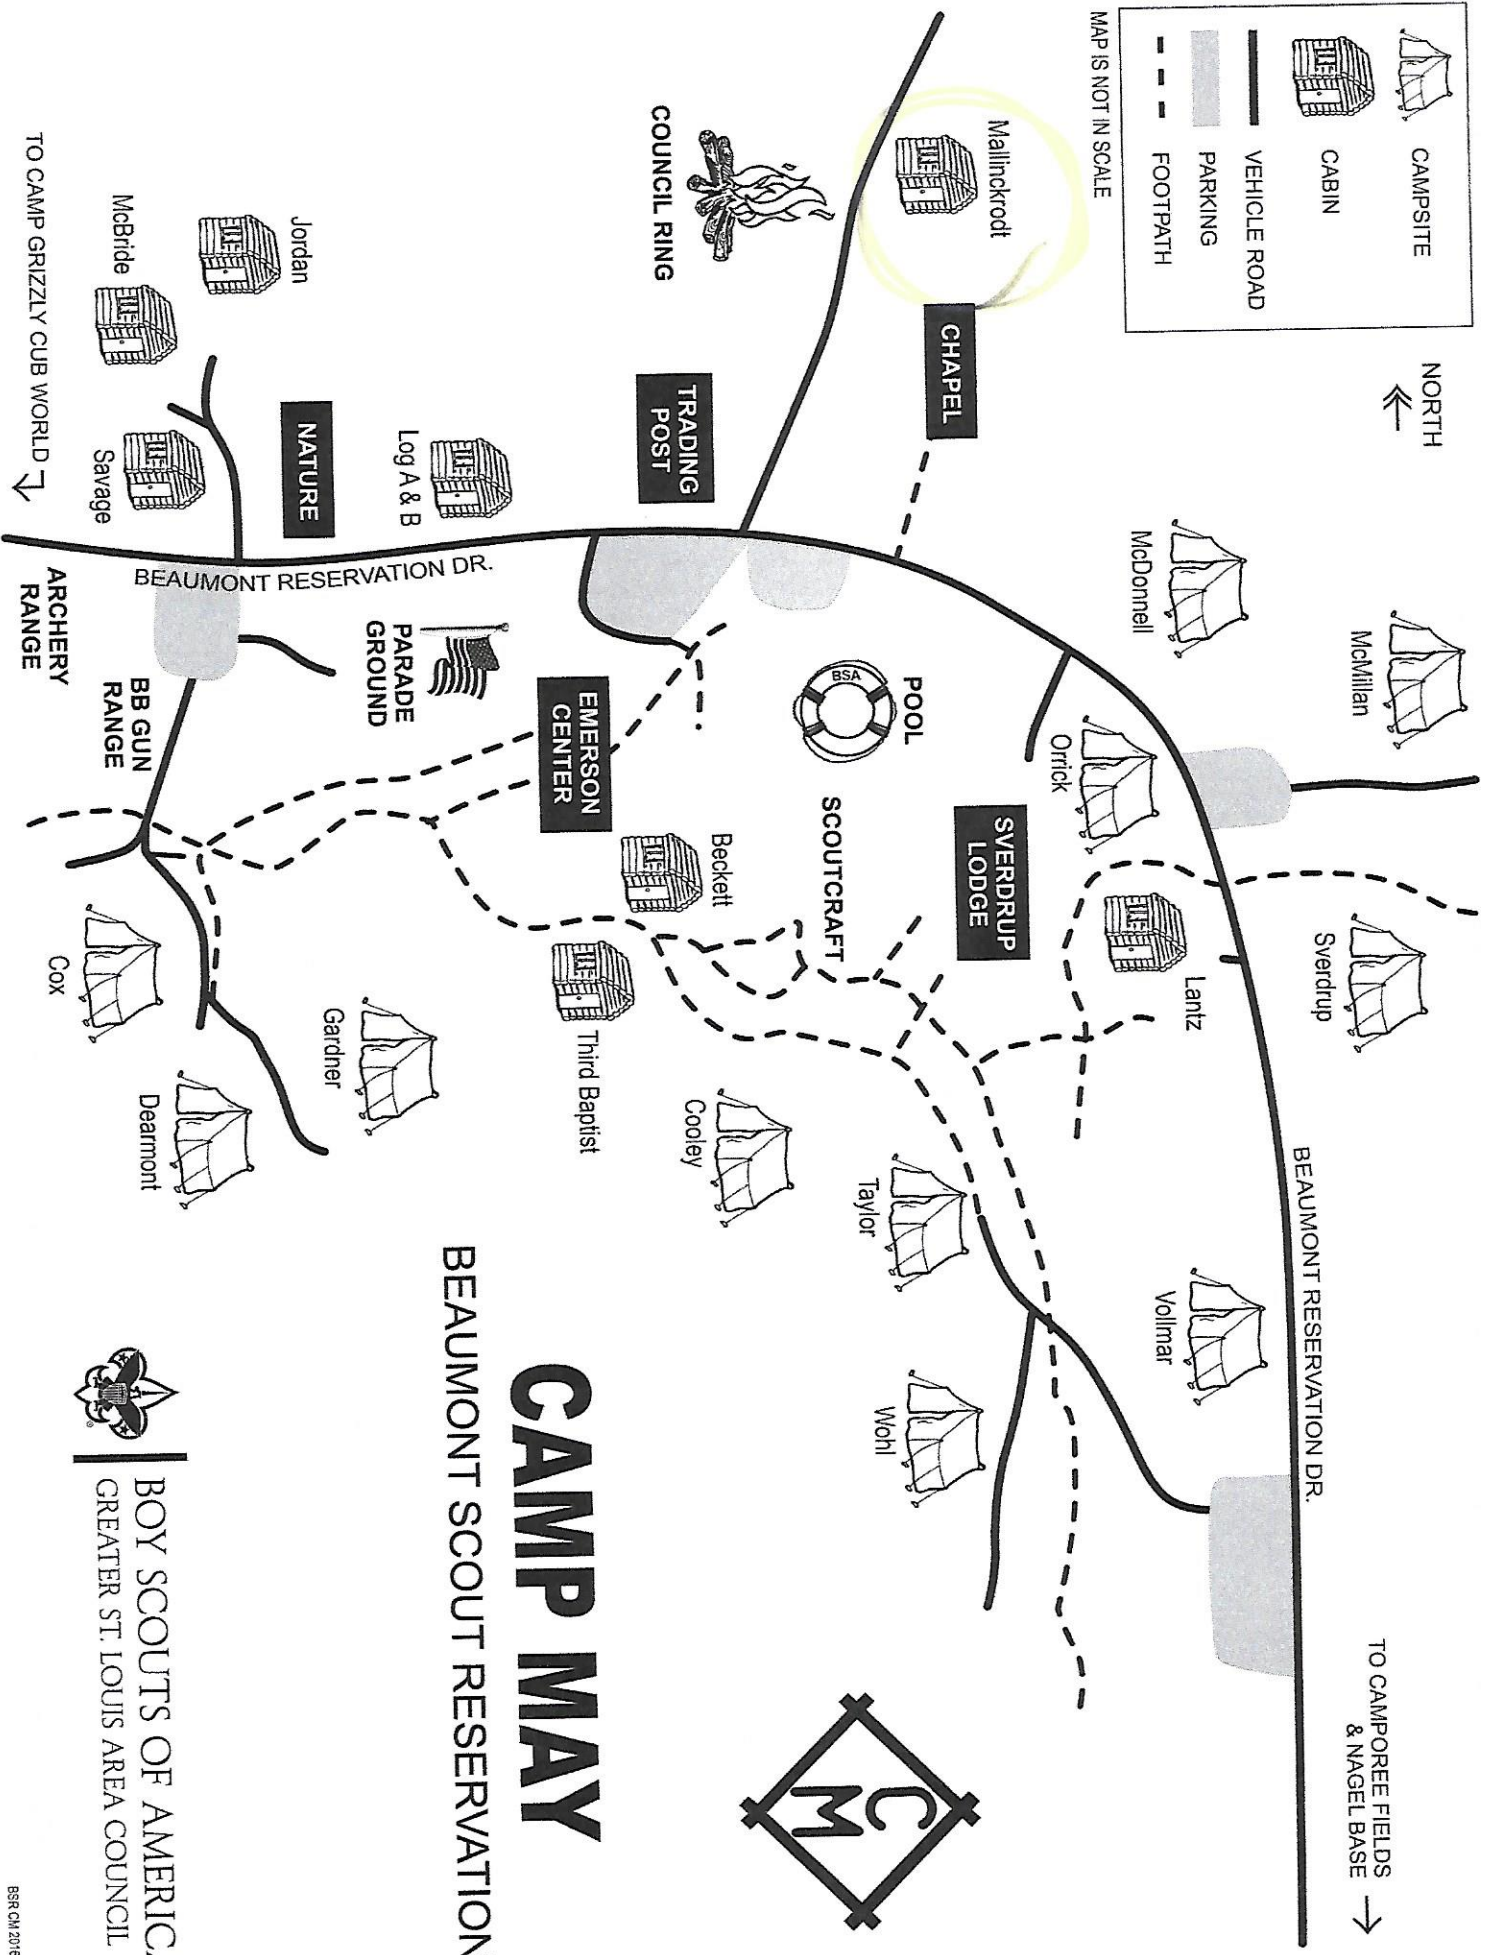 CAMPSITE
CABIN
VEHICLE ROAD
PARKING
FOOTPATH
MAP IS NOT IN SCALE
NORTH
TO CAMPOREE FIELDS
& NAGEL BASE
McMillan
Sverdrup
BEAUMONT RESERVATION DR.
McDonnell
Mallinckrodt
CHAPEL
Orrick
Lantz
Vollmar
SVERDRUP
LODGE
POOL
BSA
SCOUTCRAFT
Taylor
Wohl
C
M
COUNCIL RING
TRADING
POST
Beckett
Cooley
EMERSON
CENTER
Third Baptist
CAMP MAY
BEAUMONT SCOUT RESERVATION
Log A & B
PARADE
GROUND
Jordan
NATURE
BEAUMONT RESERVATION DR.
Gardner
McBride
Savage
BB GUN
RANGE
Dearmont
Cox
ARCHERY
RANGE
TO CAMP GRIZZLY CUB WORLD
BOY SCOUTS OF AMERICA
GREATER ST. LOUIS AREA COUNCIL
BSR CM 2016